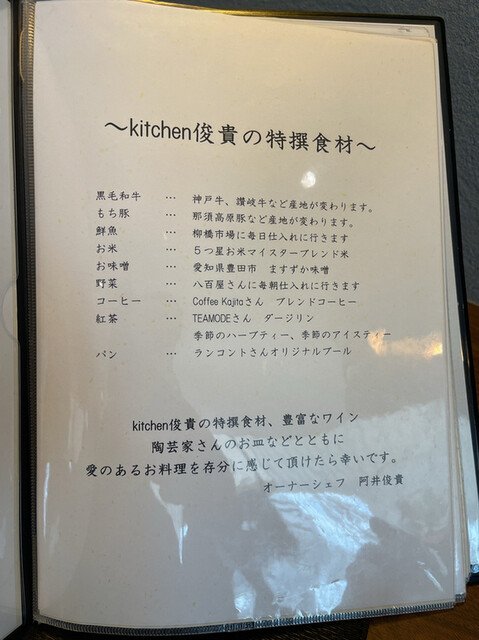 ～kitchen俊貴の特撰食材～
黒毛和牛 … 神戸牛、讃岐牛など産地が変わります。
もち豚 … 那須高原豚など産地が変わります。
鮮魚 … 柳橋市場に毎日仕入れに行きます
お米 … ５つ星お米マイスターブレンド米
お味噌 … 愛知県豊田市 ますずか味噌
野菜 … 八百屋さんに毎朝仕入れに行きます
コーヒー … Coffee Kajitaさん ブレンドコーヒー
紅茶 … TEAMODEさん ダージリン
季節のハーブティー、季節のアイスティー
パン … ランコントさんオリジナルブール
kitchen俊貴の特撰食材、豊富なワイン
陶芸家さんのお皿などとともに
愛のあるお料理を存分に感じて頂けたら幸いです。
オーナーシェフ 阿井俊貴